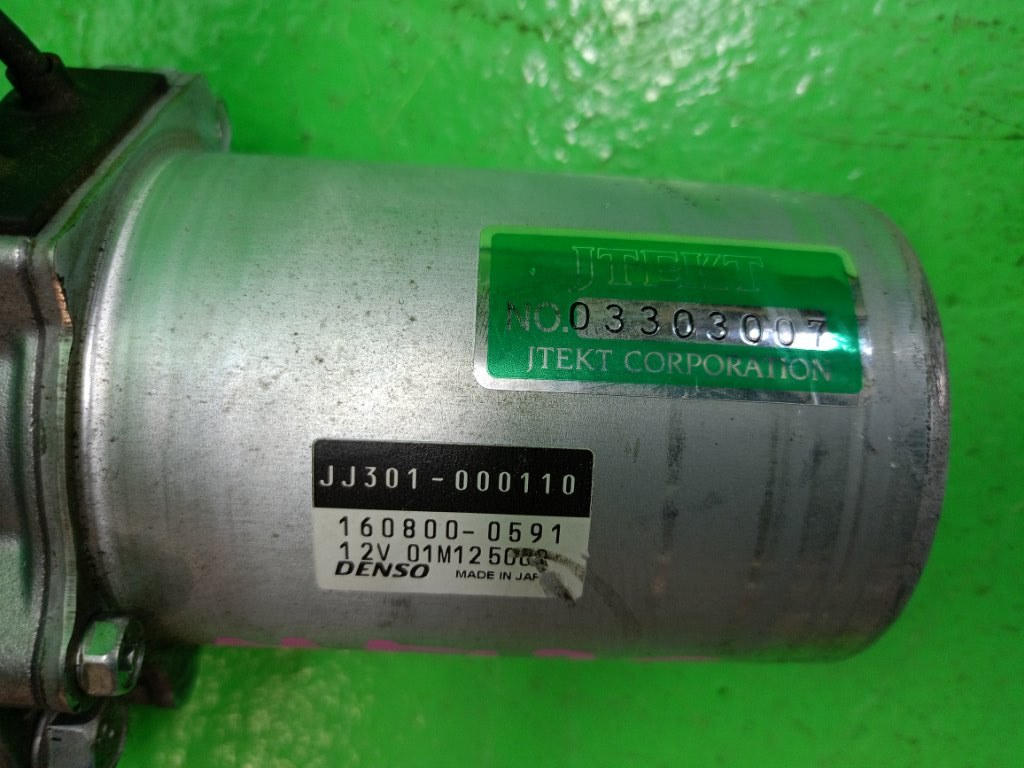 JTEKT
NO.03303007
JTEKT CORPORATION
JJ301-000110
160800-0591
12V
DENSO MADE IN